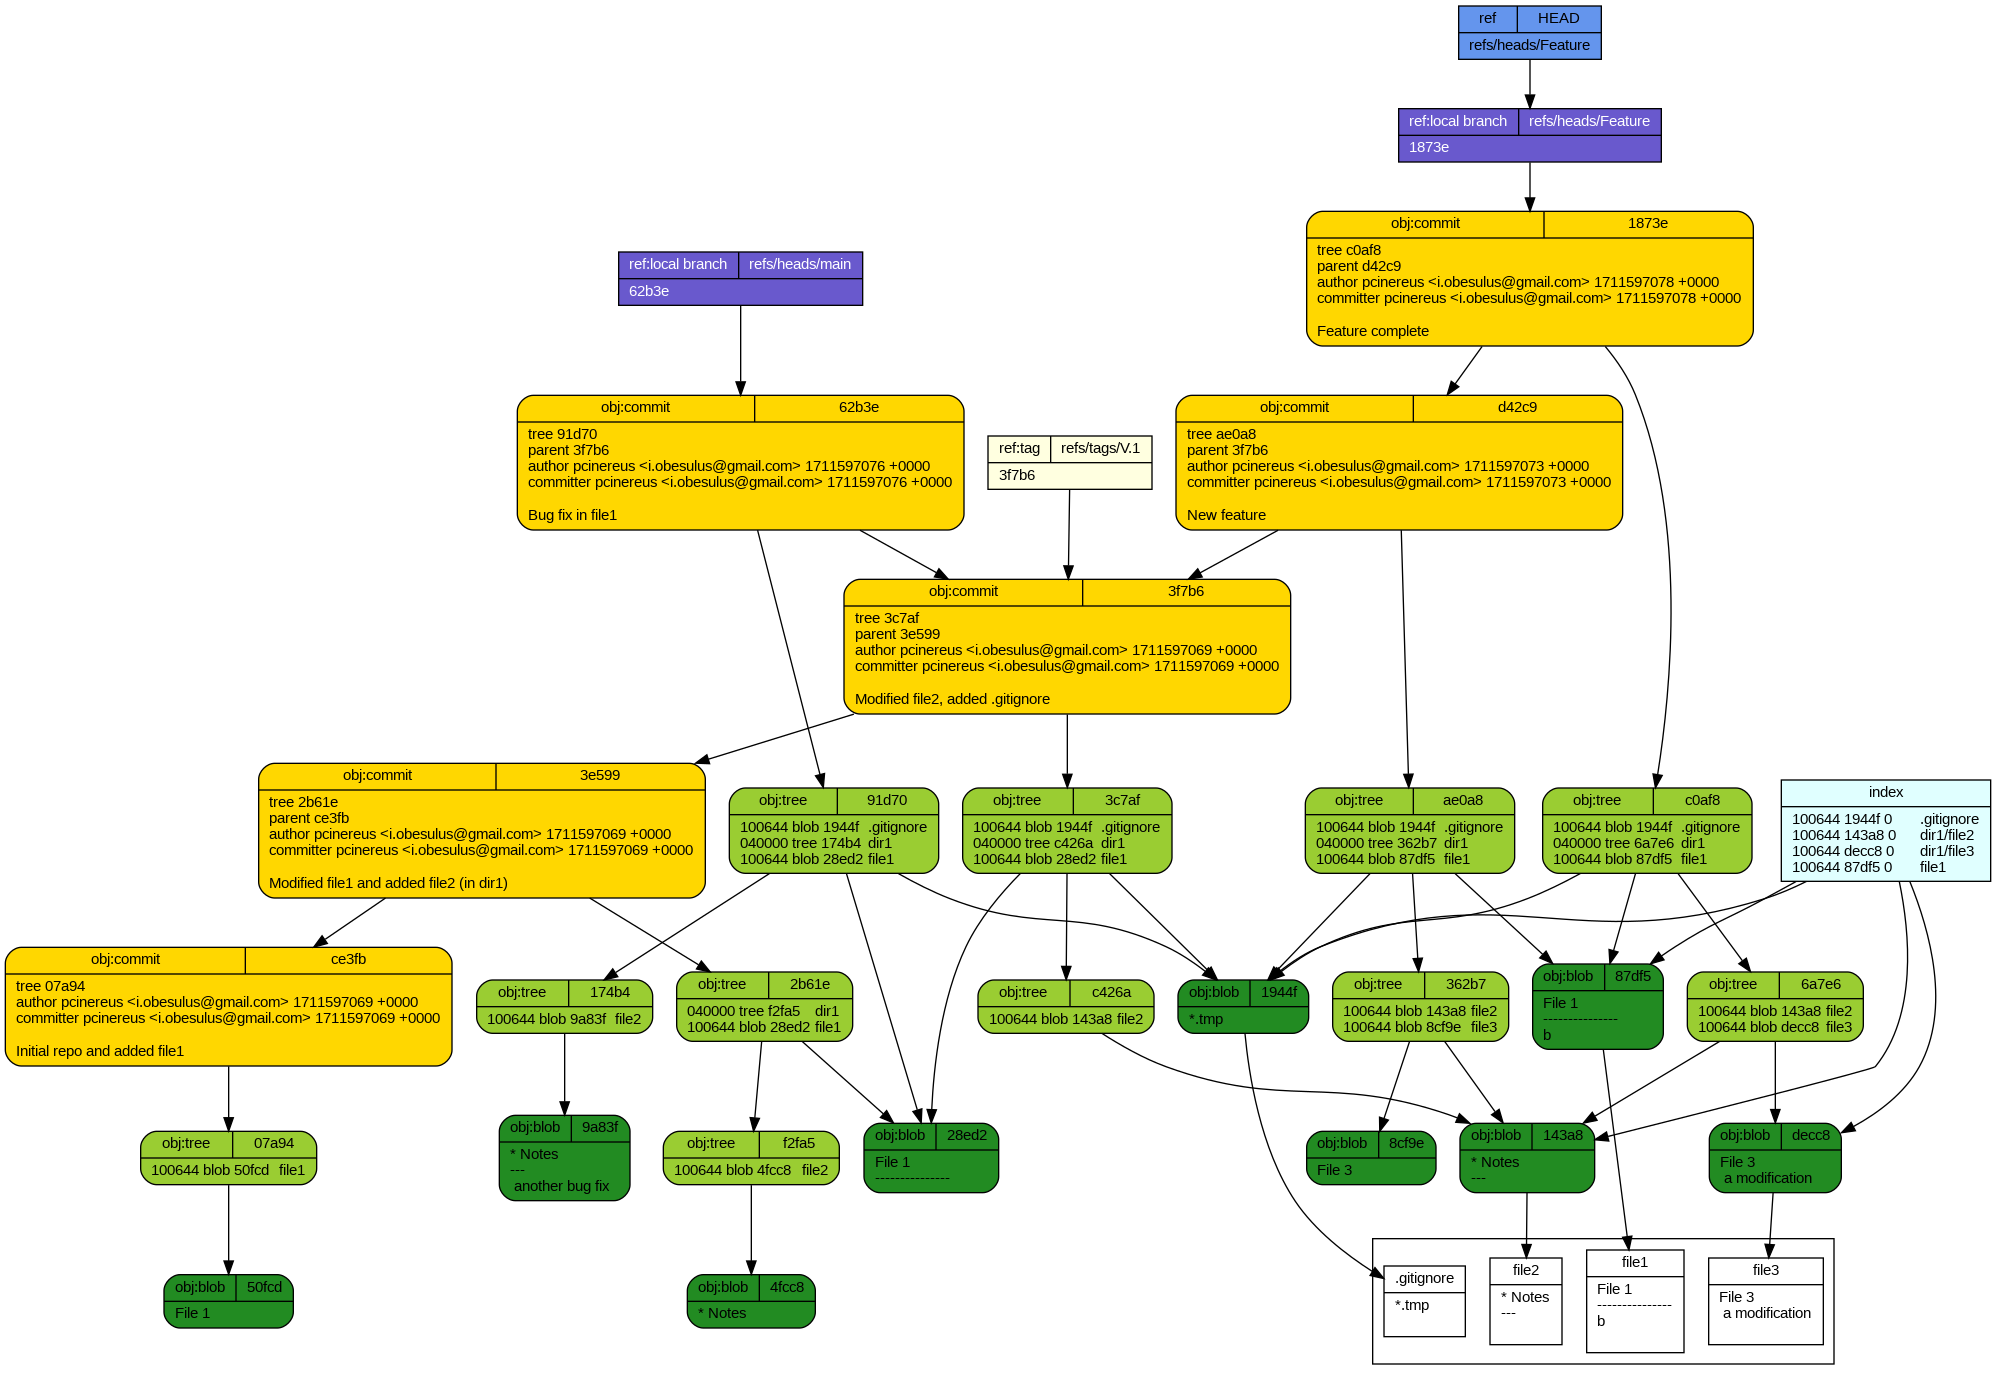 ref HEAD
refs/heads/Feature
ref:local branch refs/heads/Feature
1873e
obj:commit 1873e
tree c0af8
parent d42c9
author pcinereus <i.obesulus@gmail.com> 1711597078 +0000
committer pcinereus <i.obesulus@gmail.com> 1711597078 +0000
Feature complete
ref:local branch refs/heads/main
62b3e
obj:commit 62b3e
tree 91d70
parent 3f7b6
author pcinereus <i.obesulus@gmail.com> 1711597076 +0000
committer pcinereus <i.obesulus@gmail.com> 1711597076 +0000
Bug fix in file1
ref:tag refs/tags/V.1
3f7b6
obj:commit d42c9
tree ae0a8
parent 3f7b6
author pcinereus <i.obesulus@gmail.com> 1711597073 +0000
committer pcinereus <i.obesulus@gmail.com> 1711597073 +0000
New feature
obj:commit 3f7b6
tree 3c7af
parent 3e599
author pcinereus <i.obesulus@gmail.com> 1711597069 +0000
committer pcinereus <i.obesulus@gmail.com> 1711597069 +0000
Modified file2, added .gitignore
obj:commit 3e599
tree 2b61e
parent ce3fb
author pcinereus <i.obesulus@gmail.com> 1711597069 +0000
committer pcinereus <i.obesulus@gmail.com> 1711597069 +0000
Modified file1 and added file2 (in dir1)
obj:tree 91d70
100644 blob 1944f .gitignore
040000 tree 174b4 dir1
100644 blob 28ed2 file1
obj:tree 3c7af
100644 blob 1944f .gitignore
040000 tree c426a dir1
100644 blob 28ed2 file1
obj:tree ae0a8
100644 blob 1944f .gitignore
040000 tree 362b7 dir1
100644 blob 87df5 file1
obj:tree c0af8
100644 blob 1944f .gitignore
040000 tree 6a7e6 dir1
100644 blob 87df5 file1
index
100644 1944f 0 .gitignore
100644 143a8 0 dir1/file2
100644 decc8 0 dir1/file3
100644 87df5 0 file1
obj:commit ce3fb
tree 07a94
author pcinereus <i.obesulus@gmail.com> 1711597069 +0000
committer pcinereus <i.obesulus@gmail.com> 1711597069 +0000
Initial repo and added file1
obj:tree 174b4
100644 blob 9a83f file2
obj:tree 2b61e
040000 tree f2fa5 dir1
100644 blob 28ed2 file1
obj:tree c426a
100644 blob 143a8 file2
obj:blob 1944f
*.tmp
obj:tree 362b7
100644 blob 143a8 file2
100644 blob 8cf9e file3
obj:blob 87df5
File 1
---------------
b
obj:tree 6a7e6
100644 blob 143a8 file2
100644 blob decc8 file3
obj:tree 07a94
100644 blob 50fcd file1
obj:blob 9a83f
* Notes
---
another bug fix
obj:tree f2fa5
100644 blob 4fcc8 file2
obj:blob 28ed2
File 1
---------------
obj:blob 8cf9e
File 3
obj:blob 143a8
* Notes
---
obj:blob decc8
File 3
a modification
obj:blob 50fcd
File 1
obj:blob 4fcc8
* Notes
.gitignore
*.tmp
file2
* Notes
---
file1
File 1
---------------
b
file3
File 3
a modification